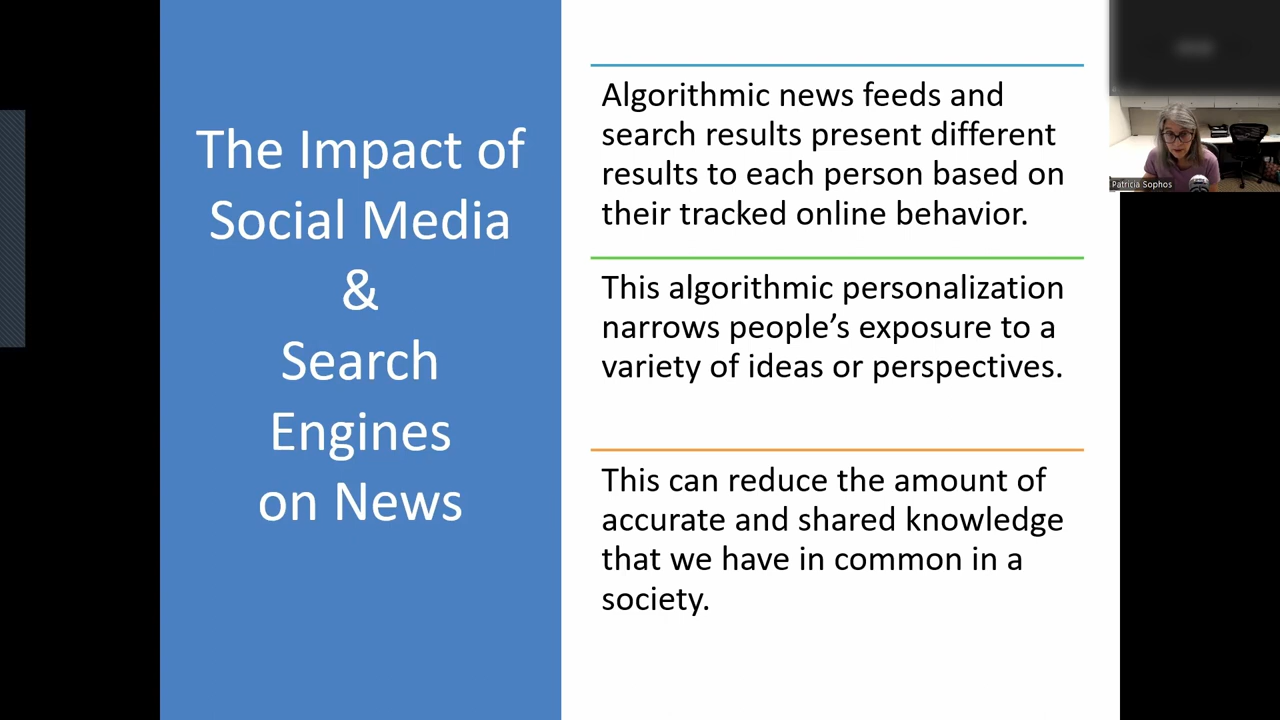 The Impact of
Social Media
&
Search
Engines
on News
Algorithmic news feeds and
search results present different
results to each person based on
their tracked online behavior.
This algorithmic personalization
narrows people’s exposure to a
variety of ideas or perspectives.
This can reduce the amount of
accurate and shared knowledge
that we have in common in a
society.
Patricia Sophos